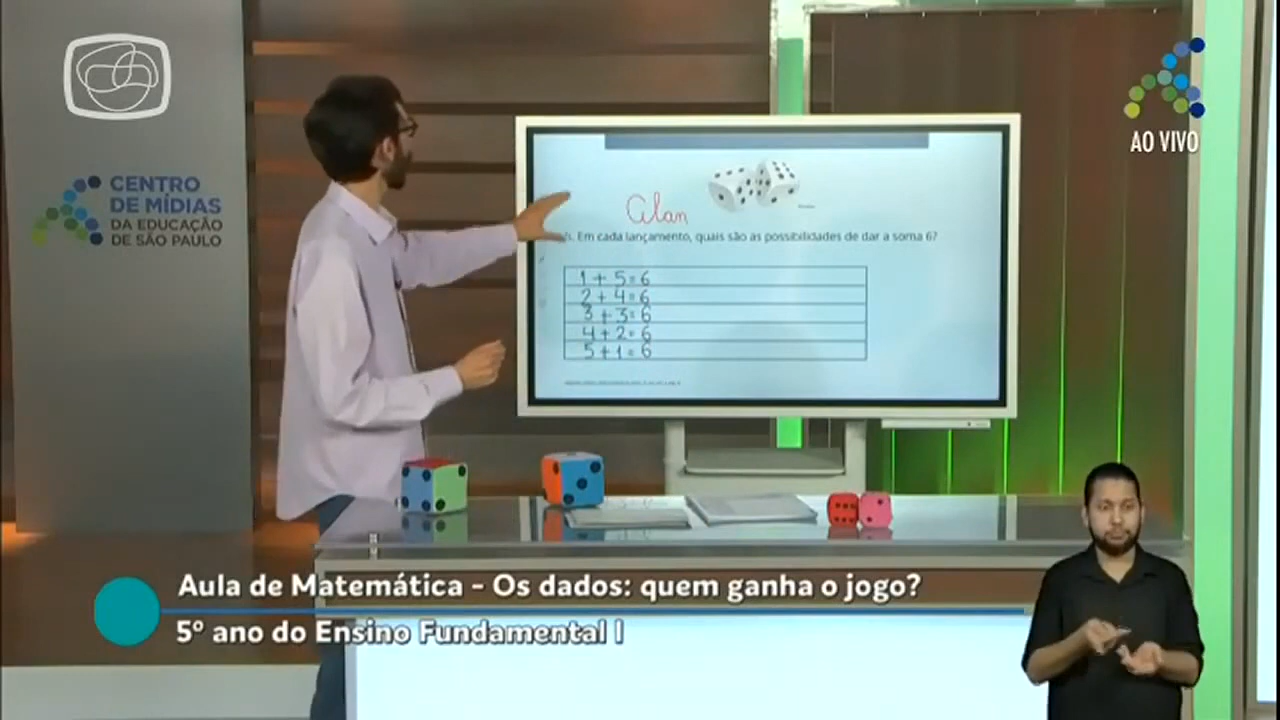 CENTRO
DE MÍDIAS
DA EDUCAÇÃO
DE SÃO PAULO
AO VIVO
Alan
Em cada lançamento, quais são as possibilidades de dar a soma 6?
1 + 5 = 6
2 + 4 = 6
3 + 3 = 6
4 + 2 = 6
5 + 1 = 6
Aula de Matemática - Os dados: quem ganha o jogo?
5º ano do Ensino Fundamental I